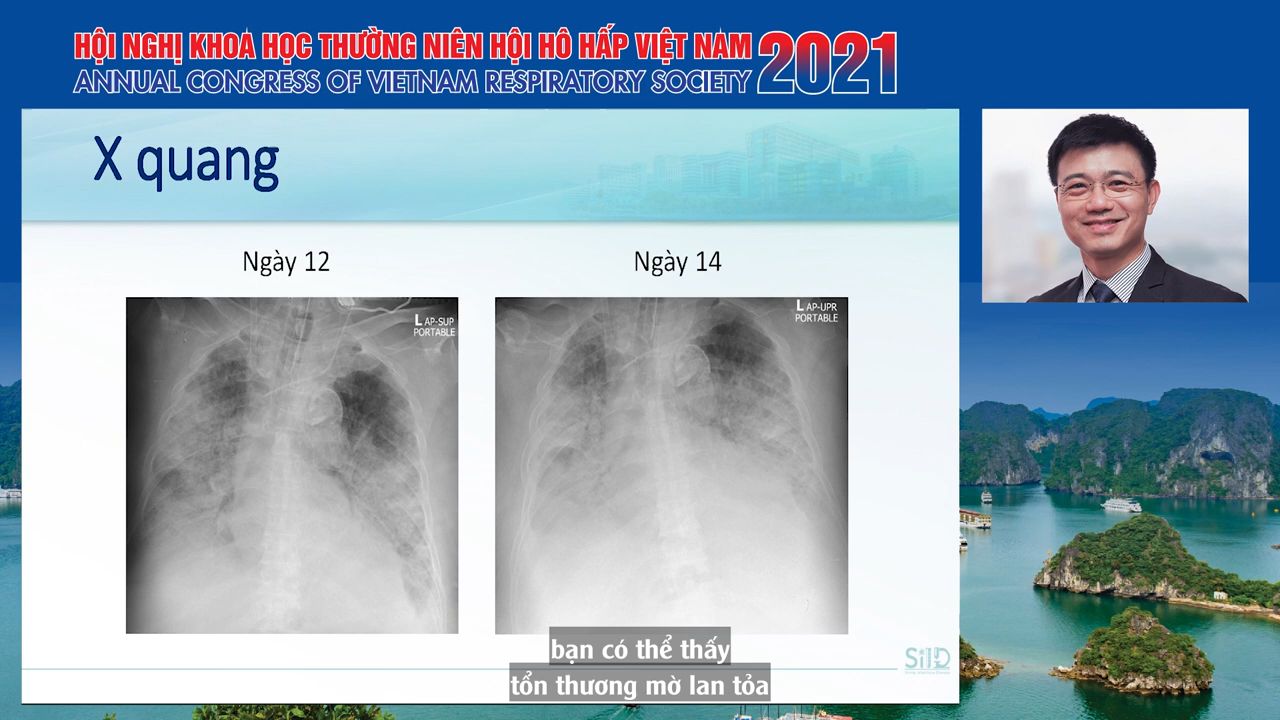 HỘI NGHỊ KHOA HỌC THƯỜNG NIÊN HỘI HÔ HẤP VIỆT NAM 2021
ANNUAL CONGRESS OF VIETNAM RESPIRATORY SOCIETY
X quang
Ngày 12
Ngày 14
L AP-SUP
PORTABLE
L AP-UPR
PORTABLE
bạn có thể thấy
tổn thương mờ lan tỏa